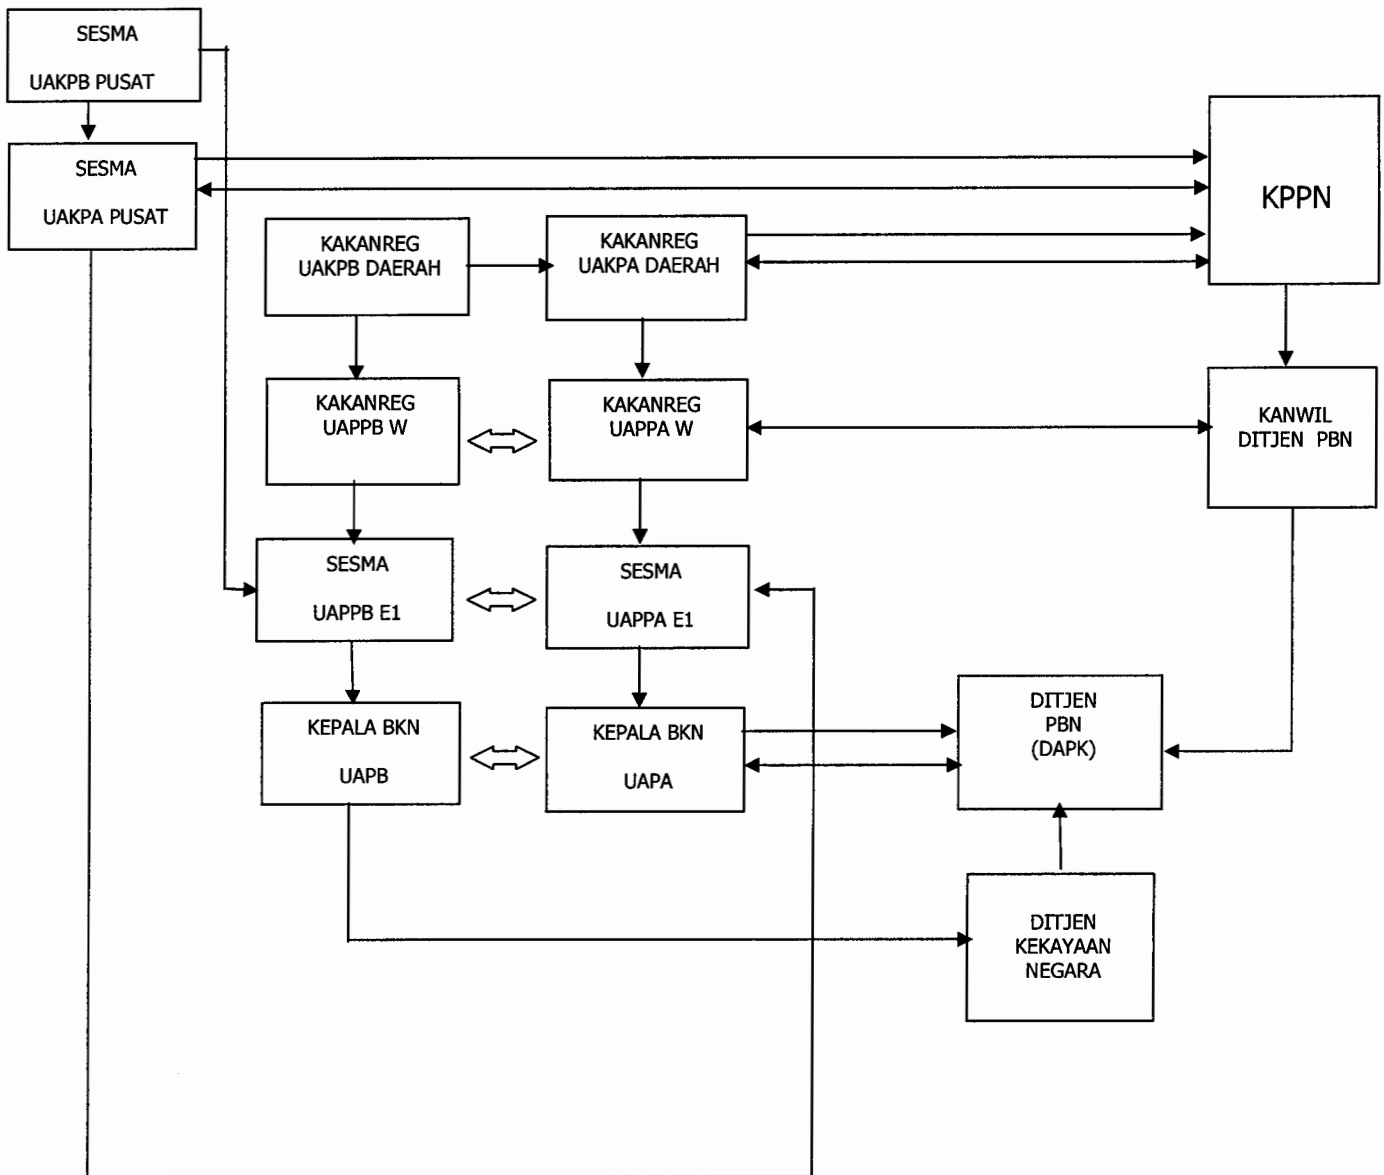 SESMA
UAKPB PUSAT
SESMA
UAKPA PUSAT
KPPN
KAKANREG
UAKPB DAERAH
KAKANREG
UAKPA DAERAH
KAKANREG
UAPPB W
KAKANREG
UAPPA W
KANWIL
DITJEN PBN
SESMA
UAPPB E1
SESMA
UAPPA E1
KEPALA BKN
UAPB
KEPALA BKN
UAPA
DITJEN
PBN
(DAPK)
DITJEN
KEKAYAAN
NEGARA